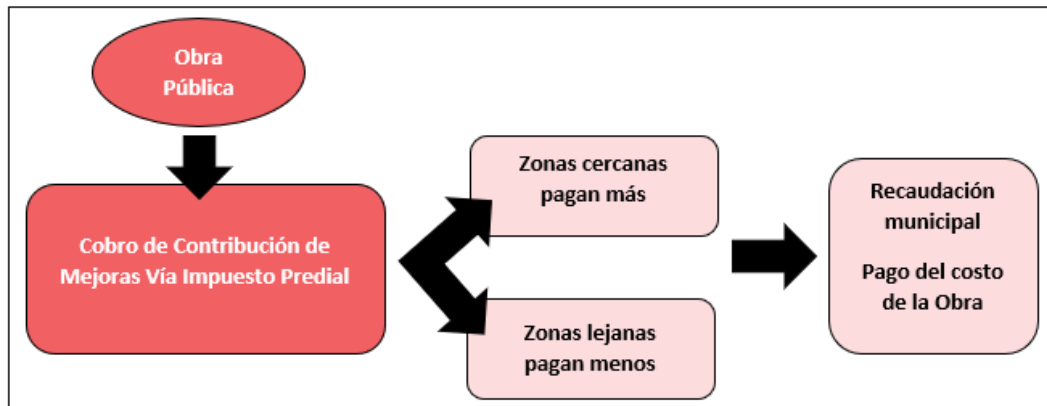 Obra
Pública
Cobro de Contribución de
Mejoras Vía Impuesto Predial
Zonas cercanas
pagan más
Zonas lejanas
pagan menos
Recaudación
municipal
Pago del costo
de la Obra